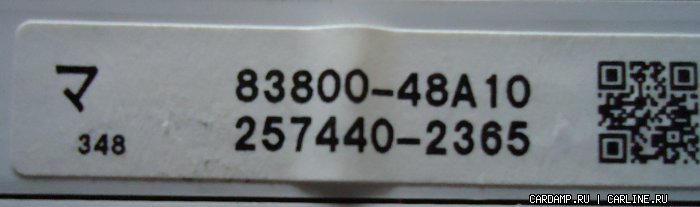 マ 83800-48A10
348 257440-2365
CARDAMP.RU | CARLINE.RU